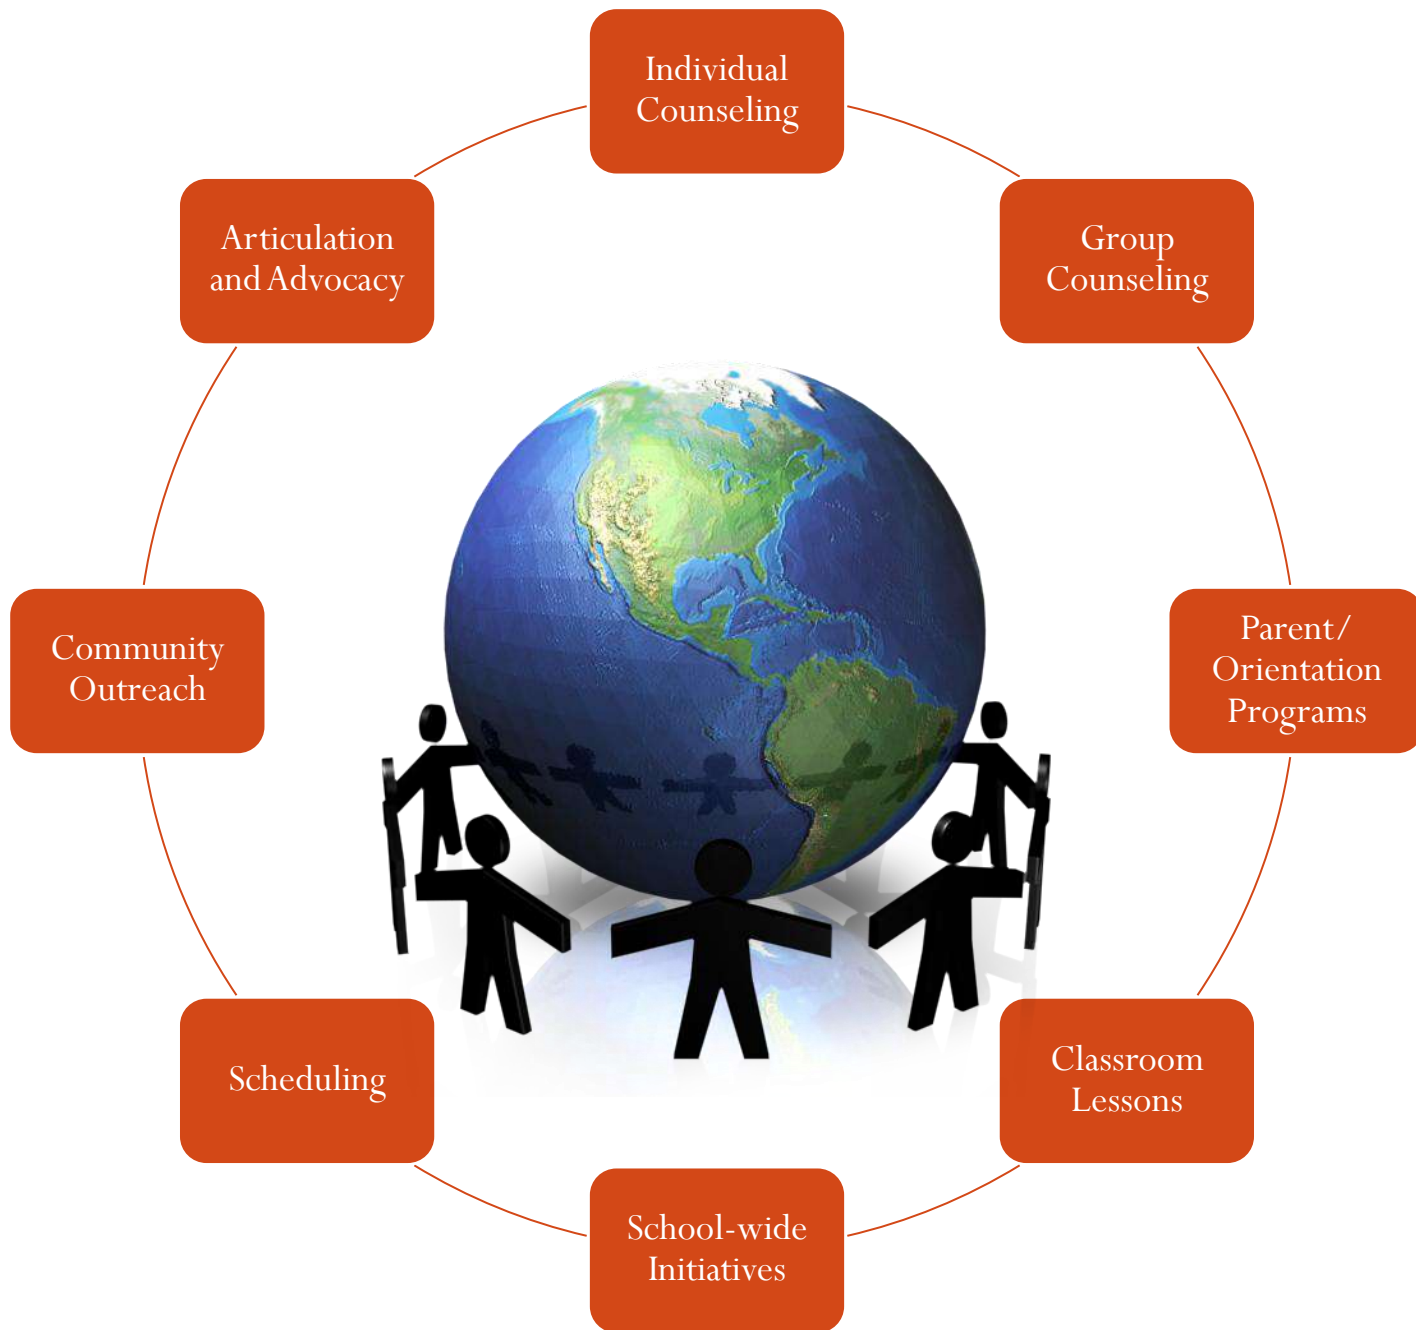 Individual
Counseling
Group
Counseling
Parent/
Orientation
Programs
Classroom
Lessons
School-wide
Initiatives
Scheduling
Community
Outreach
Articulation
and Advocacy